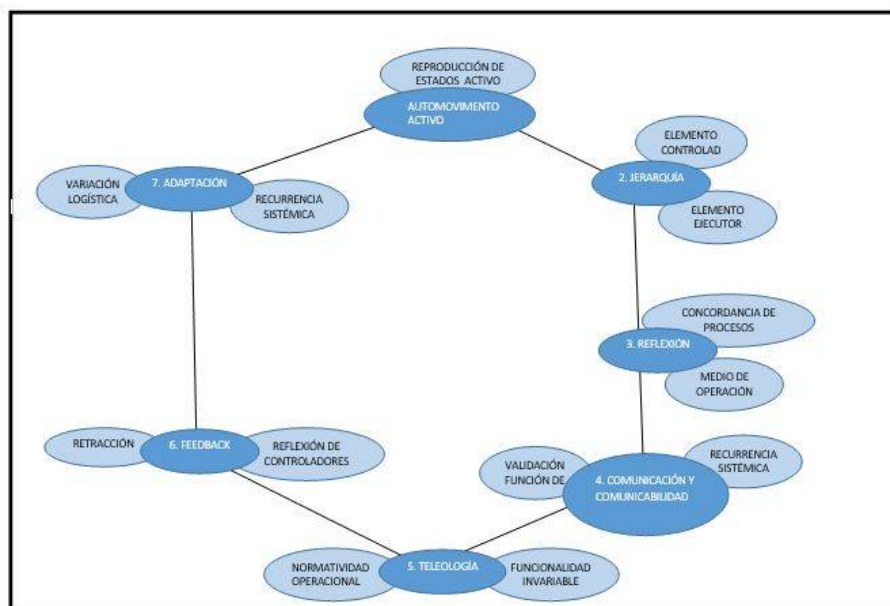 REPRODUCCIÓN DE
ESTADOS ACTIVO
AUTOMOVIMENTO
ACTIVO
ELEMENTO
CONTROLAD
2. JERARQUÍA
ELEMENTO
EJECUTOR
CONCORDANCIA DE
PROCESOS
3. REFLEXIÓN
MEDIO DE
OPERACIÓN
RECURRENCIA
SISTÉMICA
4. COMUNICACIÓN Y
COMUNICABILIDAD
VALIDACIÓN
FUNCIÓN DE
FUNCIONALIDAD
INVARIABLE
5. TELEOLOGÍA
NORMATIVIDAD
OPERACIONAL
REFLEXIÓN DE
CONTROLADORES
6. FEEDBACK
RETRACCIÓN
7. ADAPTACIÓN
VARIACIÓN
LOGÍSTICA
RECURRENCIA
SISTÉMICA